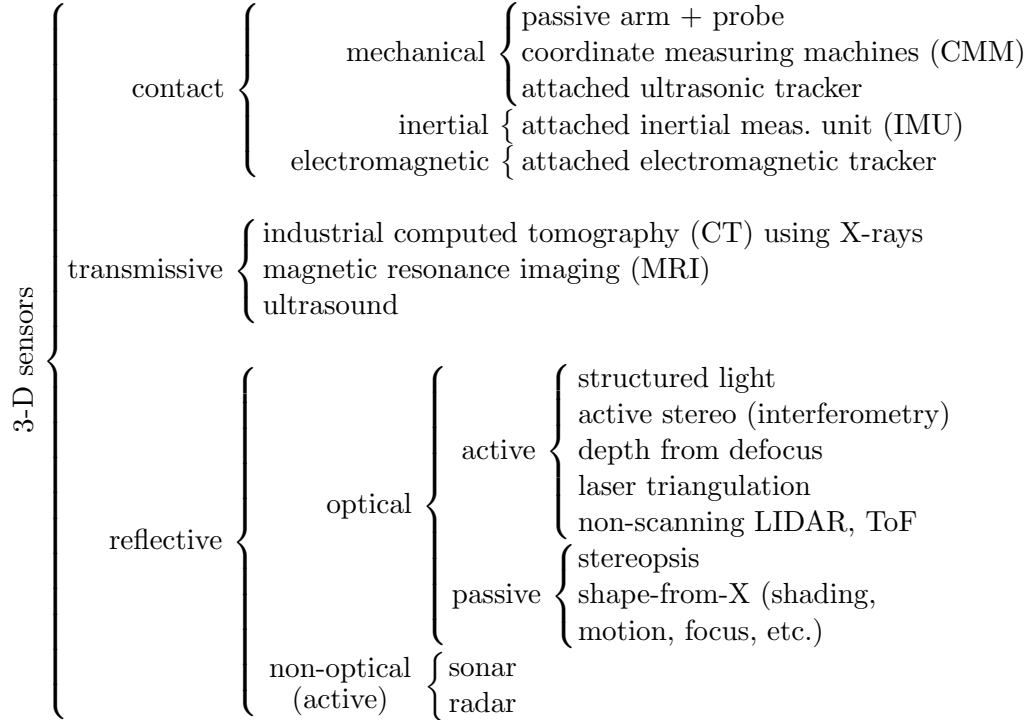 3-D sensors
contact
mechanical
passive arm + probe
coordinate measuring machines (CMM)
attached ultrasonic tracker
inertial
attached inertial meas. unit (IMU)
electromagnetic
attached electromagnetic tracker
transmissive
industrial computed tomography (CT) using X-rays
magnetic resonance imaging (MRI)
ultrasound
reflective
optical
active
structured light
active stereo (interferometry)
depth from defocus
laser triangulation
non-scanning LIDAR, ToF
passive
stereopsis
shape-from-X (shading,
motion, focus, etc.)
non-optical
(active)
sonar
radar